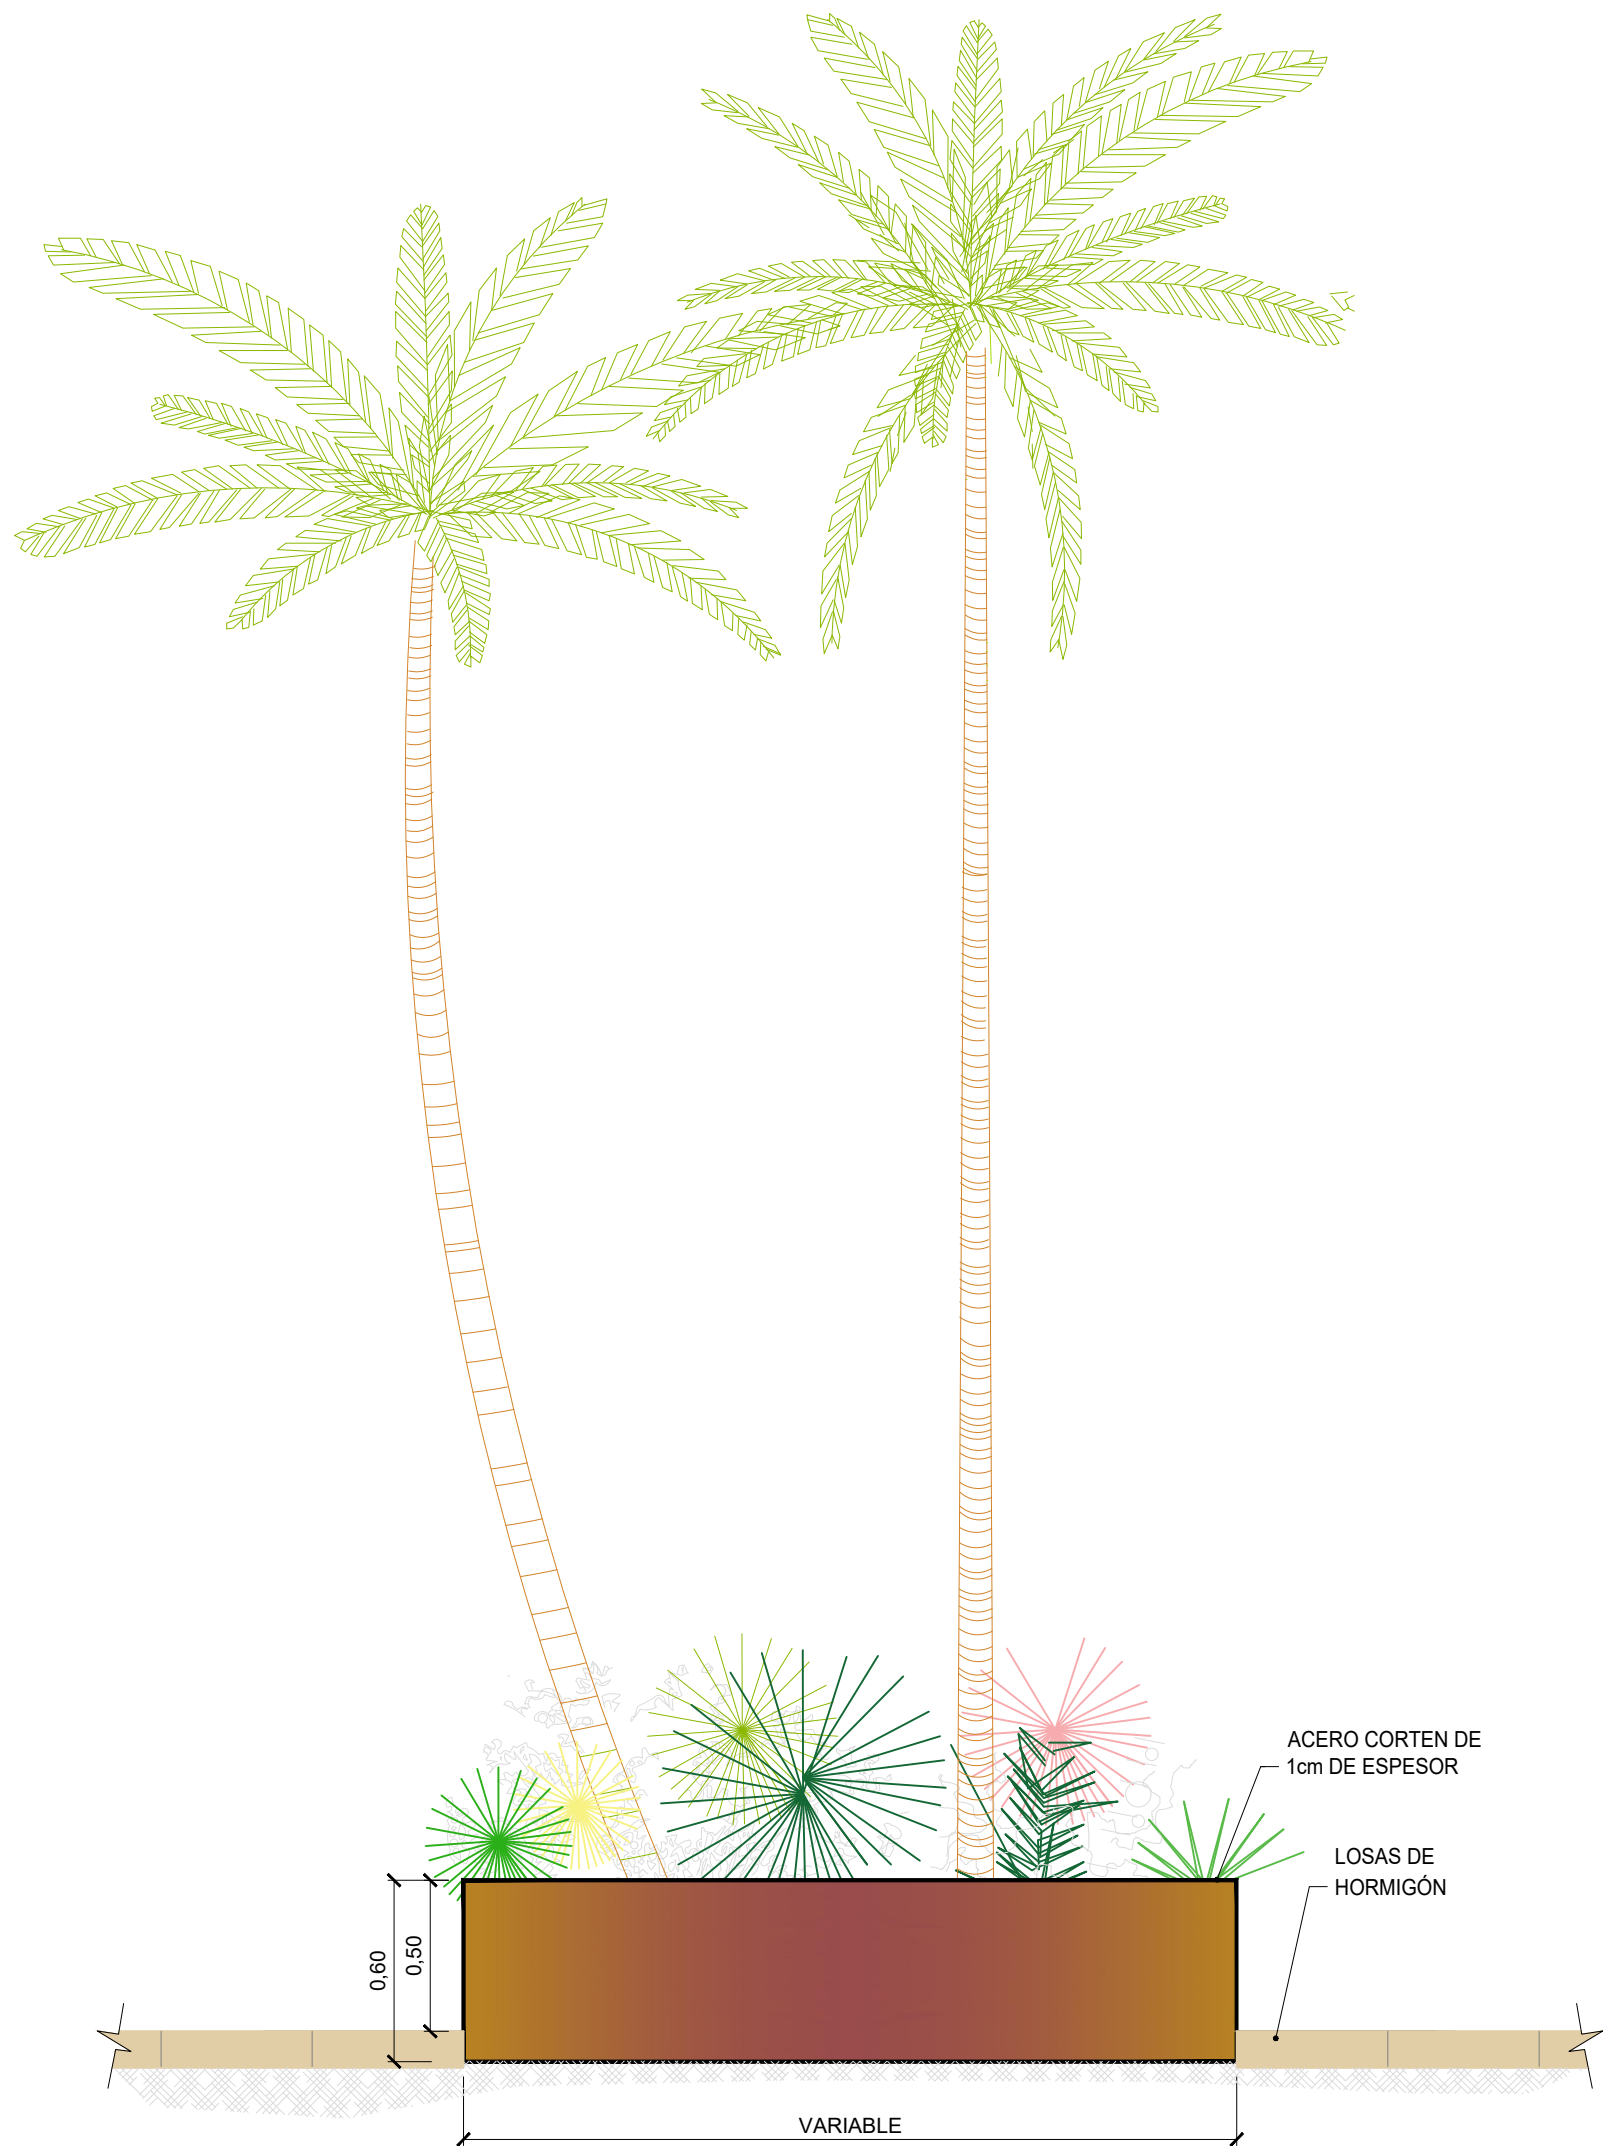 ACERO CORTEN DE
1cm DE ESPESOR
LOSAS DE
HORMIGÓN
0,60
0,50
VARIABLE